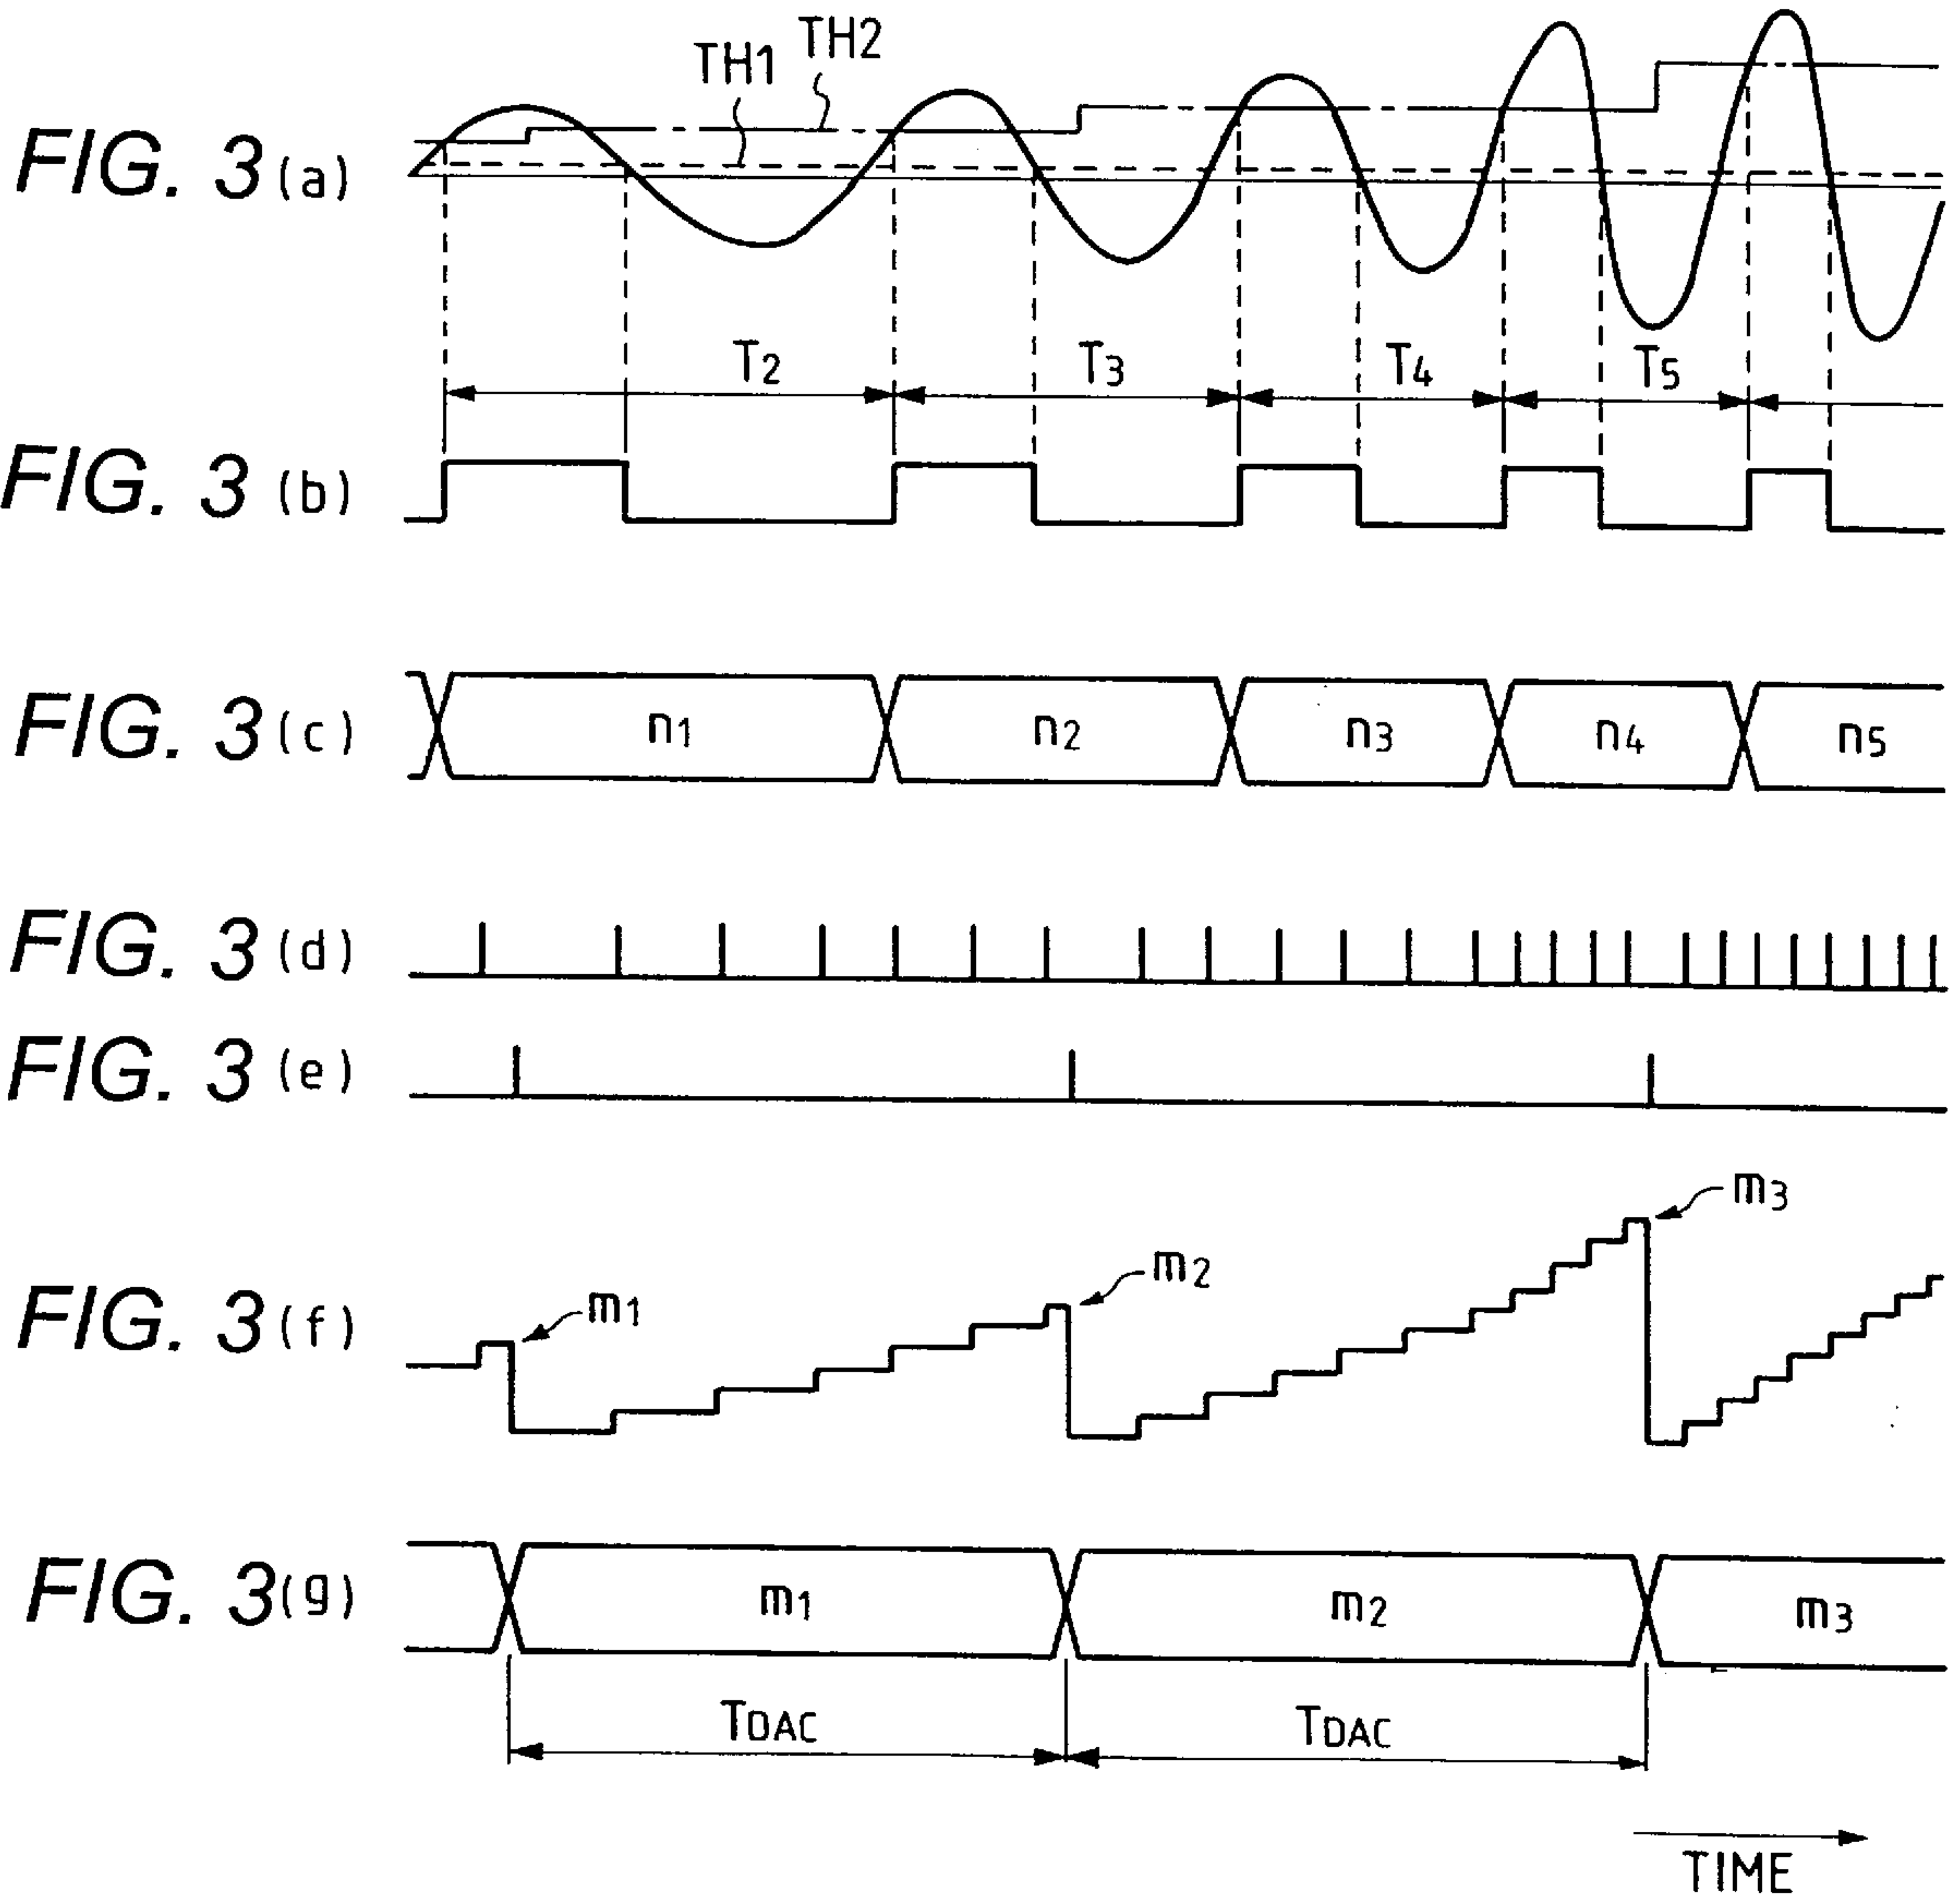 TH1 TH2
FIG. 3 (a)
T2 T3 T4 T5
FIG. 3 (b)
FIG. 3 (c) n1 n2 n3 n4 n5
FIG. 3 (d)
FIG. 3 (e)
m3
m2
FIG. 3 (f) m1
FIG. 3 (g) m1 m2 m3
TDAC TDAC
TIME